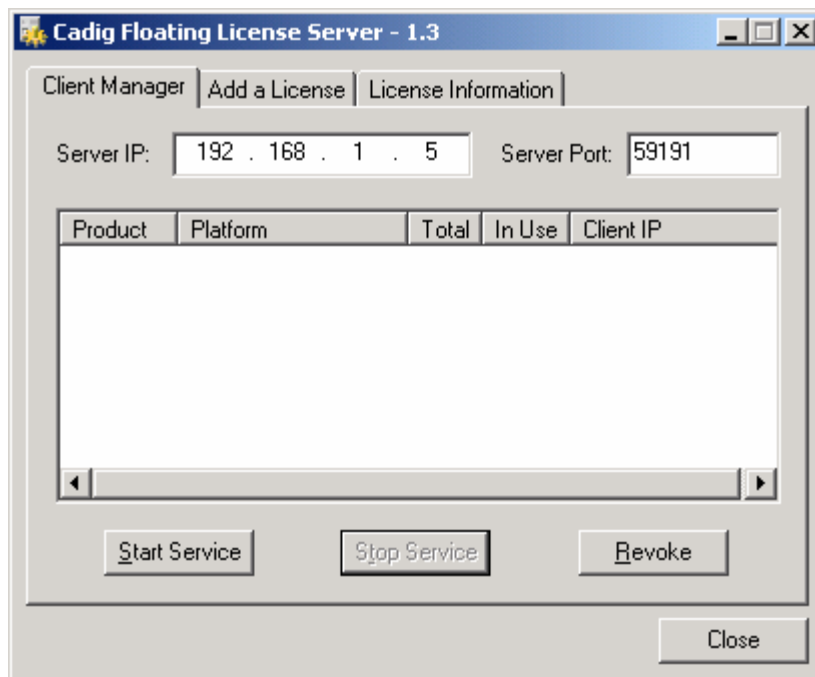 Cadig Floating License Server - 1.3
Client Manager Add a License License Information
Server IP: 192 . 168 . 1 . 5 Server Port: 59191
Product Platform Total In Use Client IP
Start Service Stop Service Revoke
Close